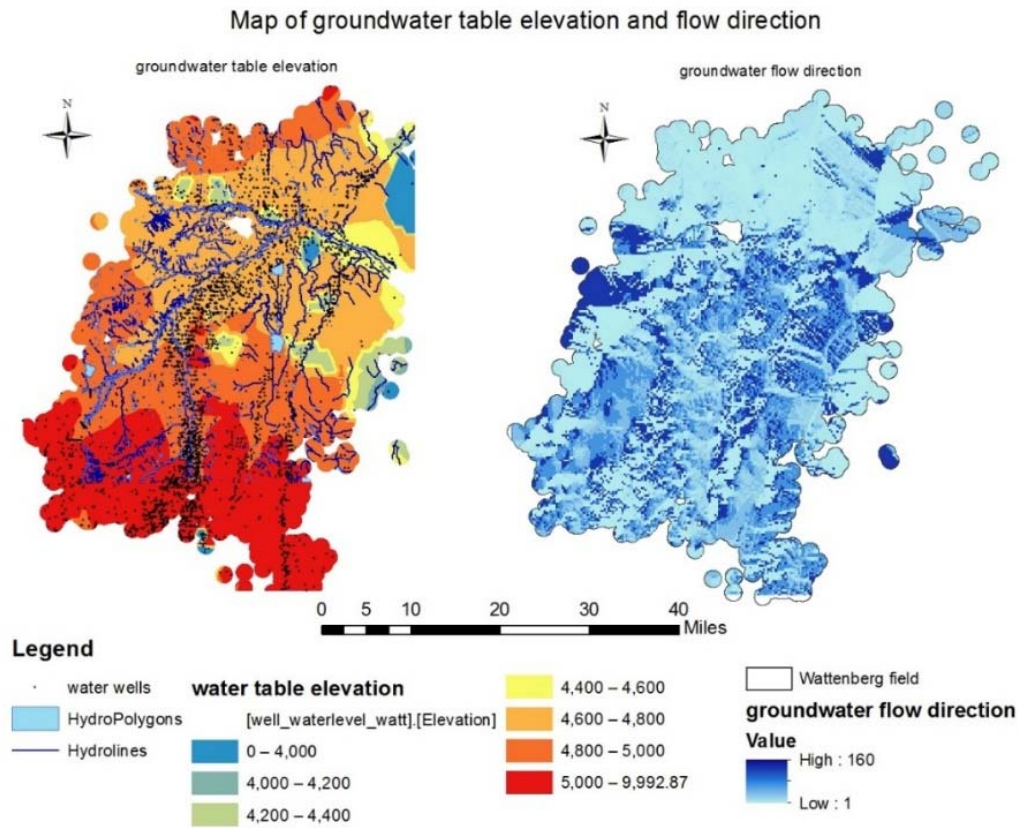 Map of groundwater table elevation and flow direction
groundwater table elevation
groundwater flow direction
N
N
0 5 10 20 30 40
Miles
Legend
water wells
HydroPolygons
Hydrolines
water table elevation
[well_waterlevel_watt].[Elevation]
0 – 4,000
4,000 – 4,200
4,200 – 4,400
4,400 – 4,600
4,600 – 4,800
4,800 – 5,000
5,000 – 9,992.87
Wattenberg field
groundwater flow direction
Value
High : 160
Low : 1